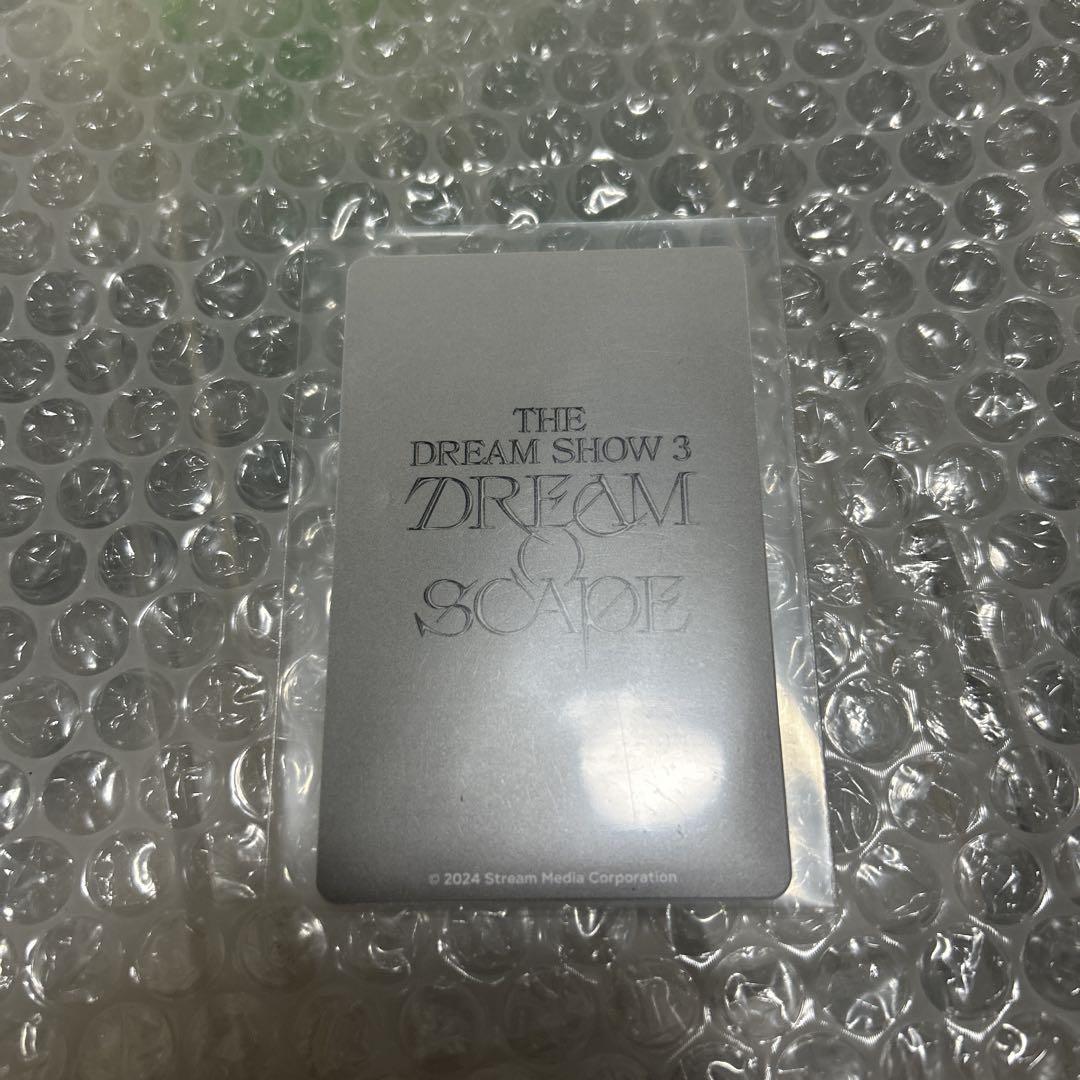 THE
DREAM SHOW 3
DREAM
( )
SCAPE
© 2024 Stream Media Corporation